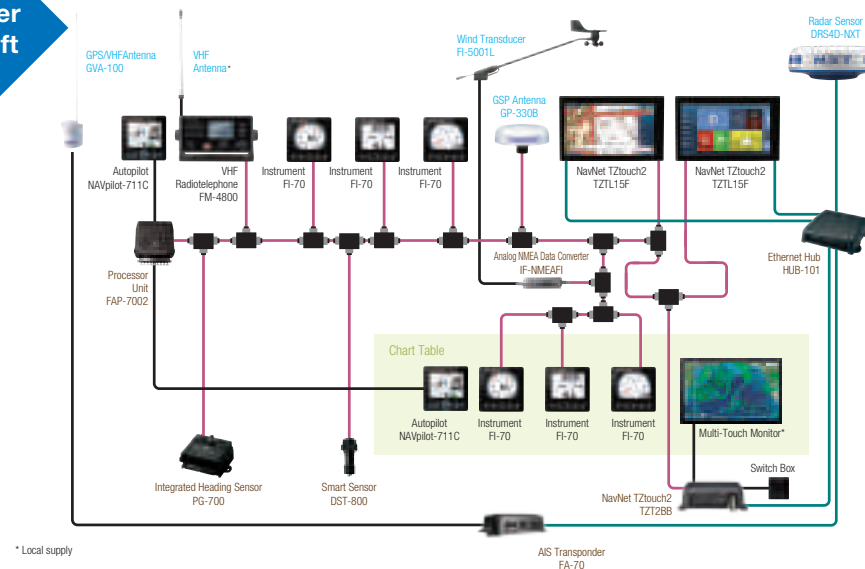 er
ft
GPS/VHFAntenna
GVA-100
VHF
Antenna*
Wind Transducer
FI-5001L
Radar Sensor
DRS4D-NXT
GSP Antenna
GP-330B
Autopilot
NAVpilot-711C
VHF
Radiotelephone
FM-4800
Instrument
FI-70
Instrument
FI-70
Instrument
FI-70
NavNet TZtouch2
TZTL15F
NavNet TZtouch2
TZTL15F
Analog NMEA Data Converter
IF-NMEAFI
Ethernet Hub
HUB-101
Processor
Unit
FAP-7002
Chart Table
Autopilot
NAVpilot-711C
Instrument
FI-70
Instrument
FI-70
Instrument
FI-70
Multi-Touch Monitor*
Switch Box
Integrated Heading Sensor
PG-700
Smart Sensor
DST-800
NavNet TZtouch2
TZT2BB
* Local supply
AIS Transponder
FA-70